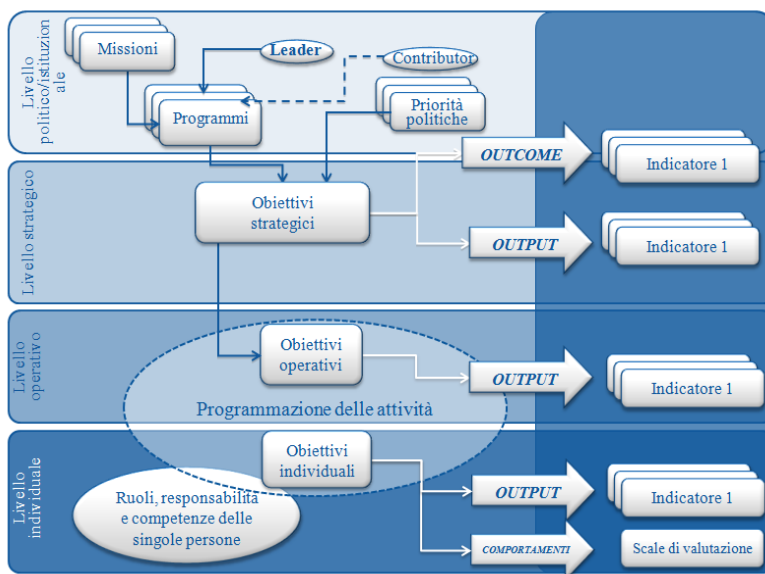 Livello
politico/istituzion
ale
Missioni
Leader
Contributor
Programmi
Priorità
politiche
OUTCOME
Indicatore 1
Livello strategico
Obiettivi
strategici
OUTPUT
Indicatore 1
Livello
operativo
Obiettivi
operativi
OUTPUT
Indicatore 1
Programmazione delle attività
Livello
individuale
Obiettivi
individuali
Ruoli, responsabilità
e competenze delle
singole persone
OUTPUT
Indicatore 1
COMPORTAMENTI
Scale di valutazione